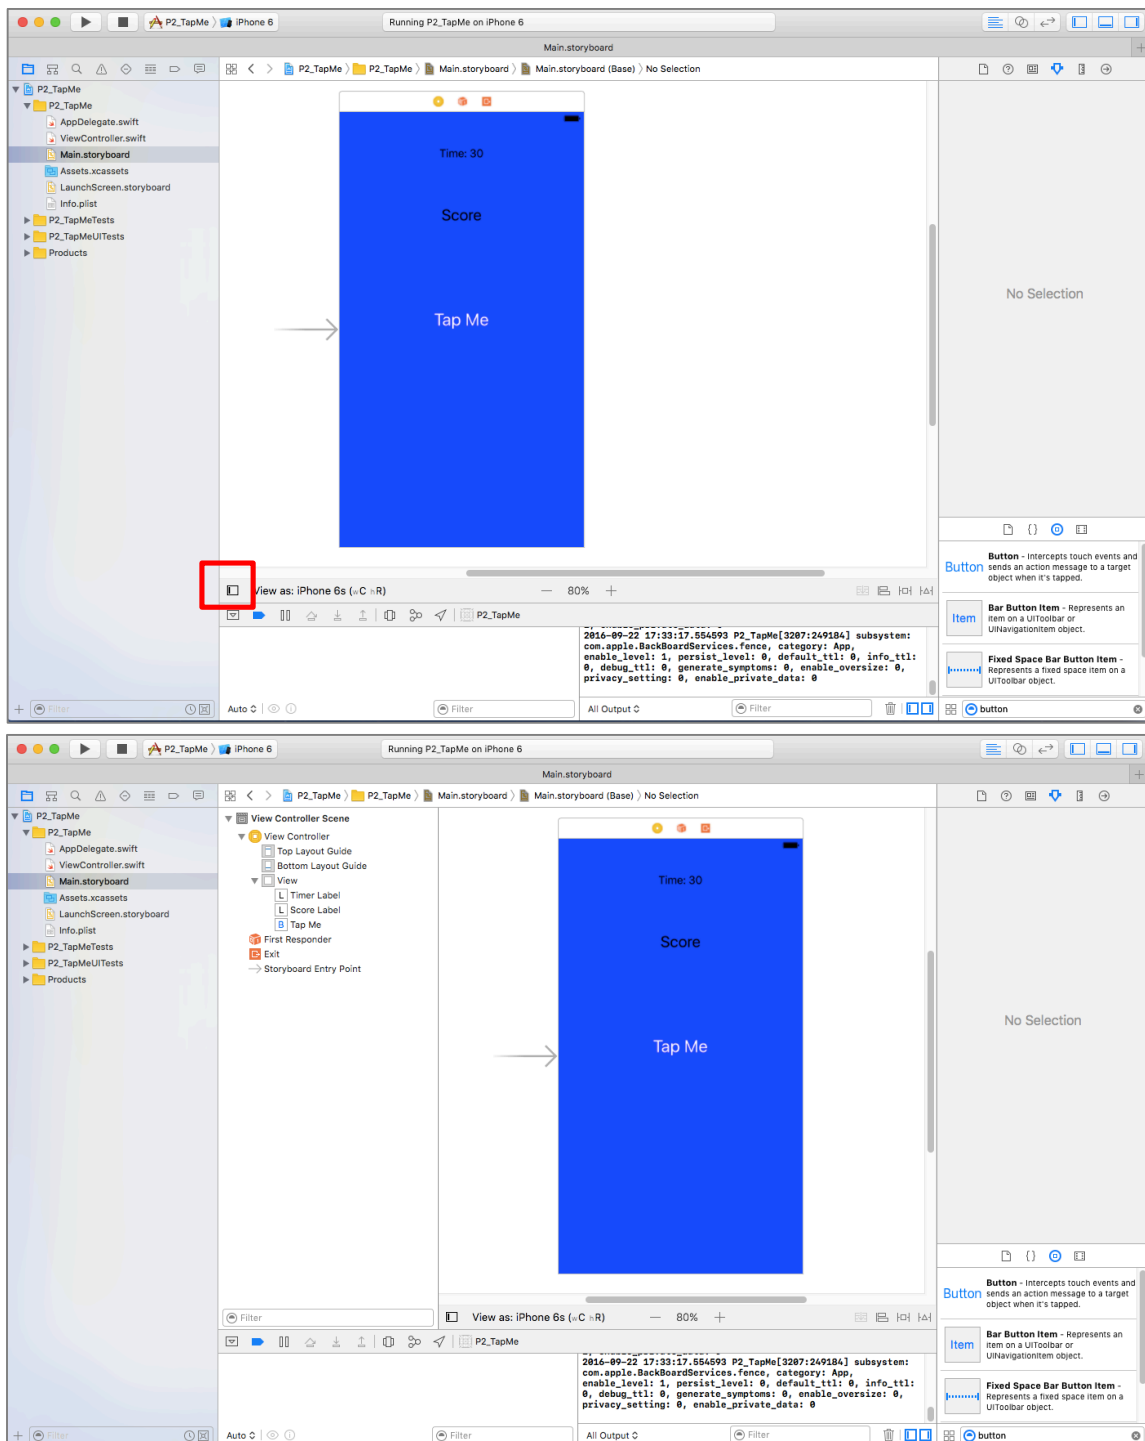 P2_TapMe iPhone 6 Running P2_TapMe on iPhone 6
Main.storyboard
P2_TapMe P2_TapMe Main.storyboard Main.storyboard (Base) No Selection
P2_TapMe
P2_TapMe
AppDelegate.swift
ViewController.swift
Main.storyboard
Assets.xcassets
LaunchScreen.storyboard
Info.plist
P2_TapMeTests
P2_TapMeUITests
Products
Time: 30
Score
Tap Me
No Selection
View as: iPhone 6s (wC hR) — 80% +
P2_TapMe
2016-09-22 17:33:17.554593 P2_TapMe[3207:249184] subsystem:
com.apple.BackBoardServices.fence, category: App,
enable_level: 1, persist_level: 0, default_ttl: 0, info_ttl:
0, debug_ttl: 0, generate_symptoms: 0, enable_oversize: 0,
privacy_setting: 0, enable_private_data: 0
Button
Button - Intercepts touch events and
sends an action message to a target
object when it's tapped.
Item
Bar Button Item - Represents an
item on a UIToolbar or
UINavigationItem object.
Fixed Space Bar Button Item -
Represents a fixed space item on a
UIToolbar object.
Filter Auto Filter All Output Filter button
P2_TapMe iPhone 6 Running P2_TapMe on iPhone 6
Main.storyboard
P2_TapMe P2_TapMe Main.storyboard Main.storyboard (Base) No Selection
P2_TapMe
P2_TapMe
AppDelegate.swift
ViewController.swift
Main.storyboard
Assets.xcassets
LaunchScreen.storyboard
Info.plist
P2_TapMeTests
P2_TapMeUITests
Products
View Controller Scene
View Controller
Top Layout Guide
Bottom Layout Guide
View
L Timer Label
L Score Label
B Tap Me
First Responder
Exit
Storyboard Entry Point
Time: 30
Score
Tap Me
No Selection
Filter View as: iPhone 6s (wC hR) — 80% +
P2_TapMe
2016-09-22 17:33:17.554593 P2_TapMe[3207:249184] subsystem:
com.apple.BackBoardServices.fence, category: App,
enable_level: 1, persist_level: 0, default_ttl: 0, info_ttl:
0, debug_ttl: 0, generate_symptoms: 0, enable_oversize: 0,
privacy_setting: 0, enable_private_data: 0
Button
Button - Intercepts touch events and
sends an action message to a target
object when it's tapped.
Item
Bar Button Item - Represents an
item on a UIToolbar or
UINavigationItem object.
Fixed Space Bar Button Item -
Represents a fixed space item on a
UIToolbar object.
Filter Auto Filter All Output Filter button